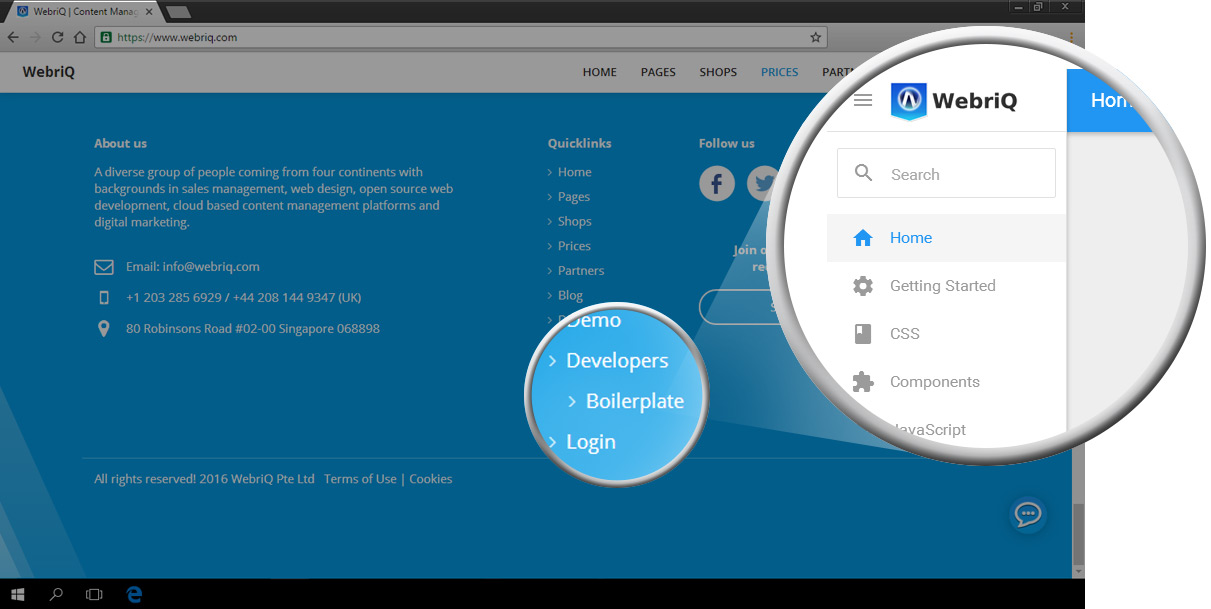 WebriQ | Content Manag
https://www.webriq.com
WebriQ
HOME PAGES SHOPS PRICES PARTN
About us
A diverse group of people coming from four continents with
backgrounds in sales management, web design, open source web
development, cloud based content management platforms and
digital marketing.
Email: info@webriq.com
+1 203 285 6929 / +44 208 144 9347 (UK)
80 Robinsons Road #02-00 Singapore 068898
Quicklinks
Home
Pages
Shops
Prices
Partners
Blog
Demo
Developers
Boilerplate
Login
Follow us
Join o
re
S
All rights reserved! 2016 WebriQ Pte Ltd Terms of Use | Cookies
WebriQ
Hom
Search
Home
Getting Started
CSS
Components
JavaScript